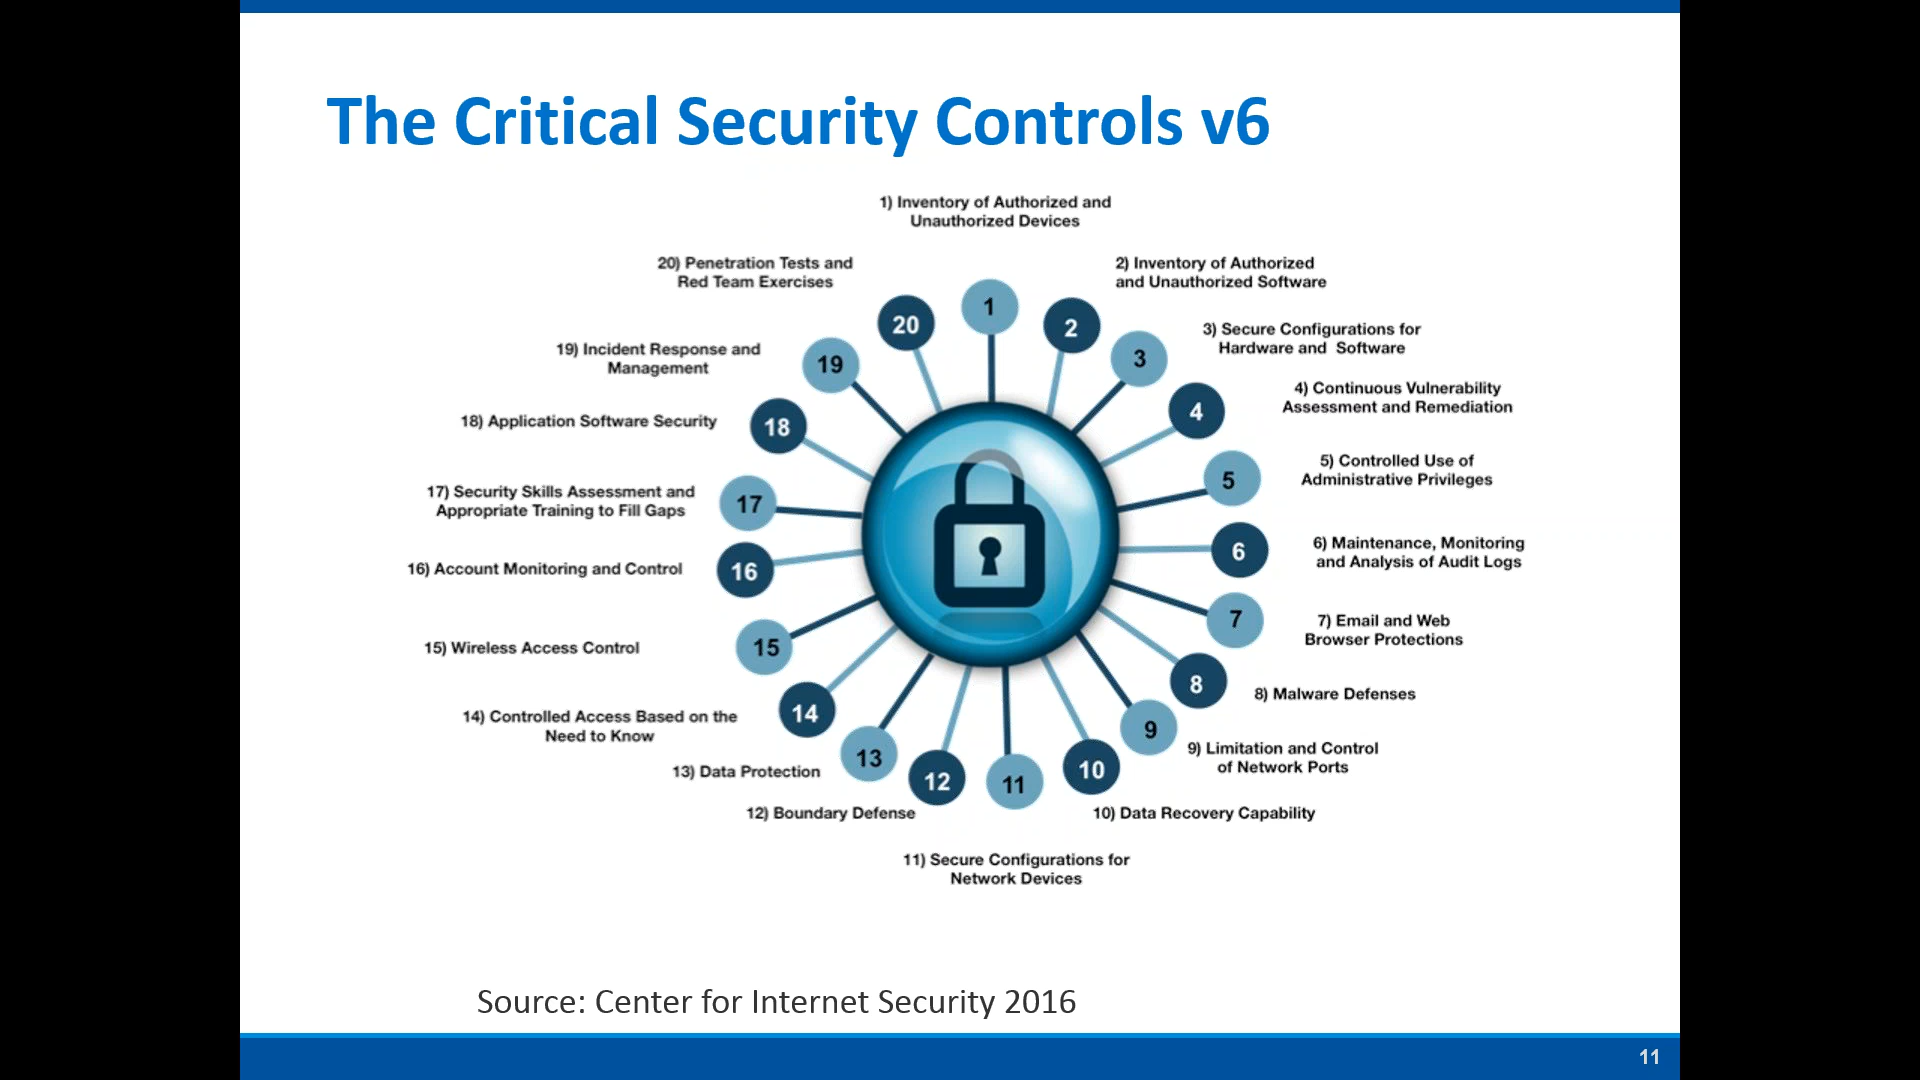 The Critical Security Controls v6
1) Inventory of Authorized and
Unauthorized Devices
2) Inventory of Authorized
and Unauthorized Software
3) Secure Configurations for
Hardware and Software
4) Continuous Vulnerability
Assessment and Remediation
5) Controlled Use of
Administrative Privileges
6) Maintenance, Monitoring
and Analysis of Audit Logs
7) Email and Web
Browser Protections
8) Malware Defenses
9) Limitation and Control
of Network Ports
10) Data Recovery Capability
11) Secure Configurations for
Network Devices
12) Boundary Defense
13) Data Protection
14) Controlled Access Based on the
Need to Know
15) Wireless Access Control
16) Account Monitoring and Control
17) Security Skills Assessment and
Appropriate Training to Fill Gaps
18) Application Software Security
19) Incident Response and
Management
20) Penetration Tests and
Red Team Exercises
1
2
3
4
5
6
7
8
9
10
11
12
13
14
15
16
17
18
19
20
Source: Center for Internet Security 2016
11